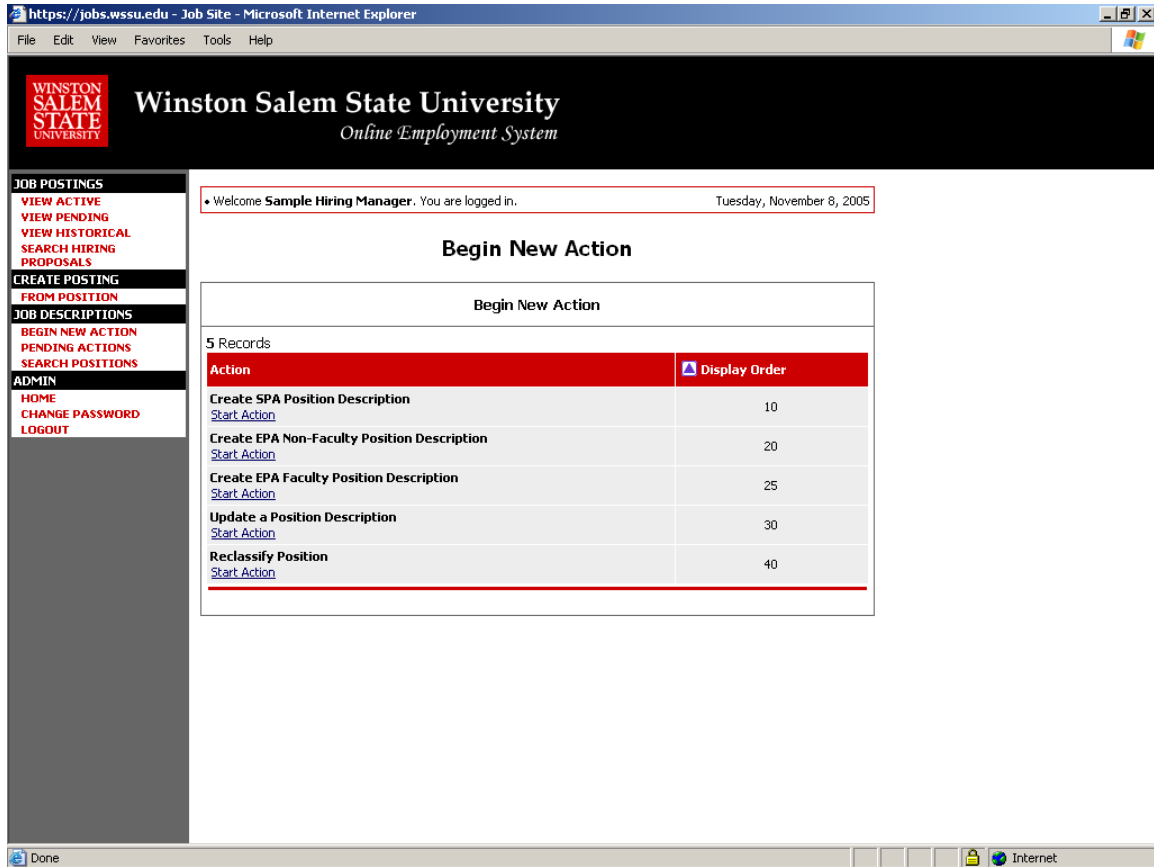 https://jobs.wssu.edu - Job Site - Microsoft Internet Explorer
File Edit View Favorites Tools Help
WINSTON
SALEM
STATE
UNIVERSITY
Winston Salem State University
Online Employment System
JOB POSTINGS
VIEW ACTIVE
VIEW PENDING
VIEW HISTORICAL
SEARCH HIRING
PROPOSALS
CREATE POSTING
FROM POSITION
JOB DESCRIPTIONS
BEGIN NEW ACTION
PENDING ACTIONS
SEARCH POSITIONS
ADMIN
HOME
CHANGE PASSWORD
LOGOUT
• Welcome Sample Hiring Manager. You are logged in. Tuesday, November 8, 2005
Begin New Action
Begin New Action
5 Records
Action Display Order
Create SPA Position Description
Start Action 10
Create EPA Non-Faculty Position Description
Start Action 20
Create EPA Faculty Position Description
Start Action 25
Update a Position Description
Start Action 30
Reclassify Position
Start Action 40
Done Internet